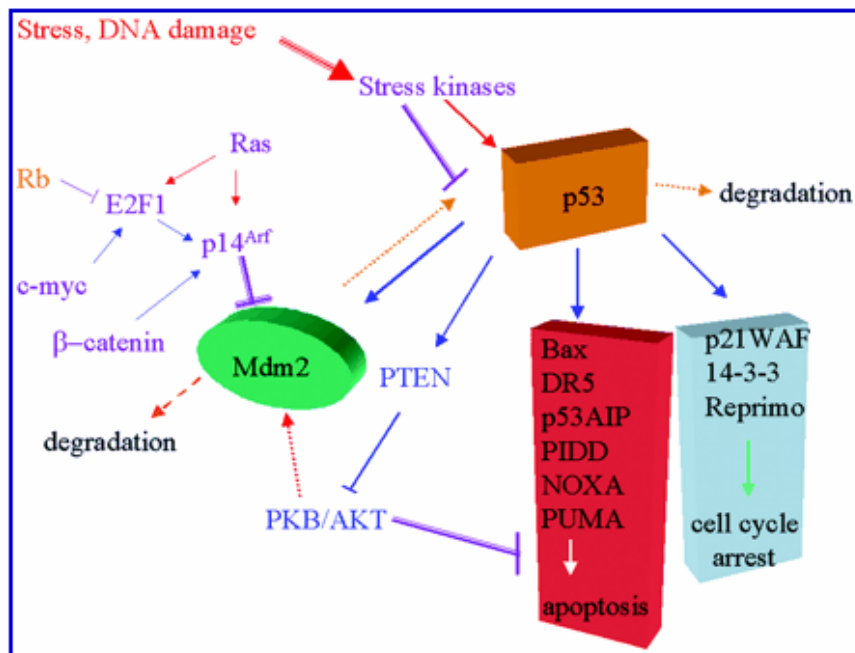 Stress, DNA damage
Stress kinases
Ras
Rb
E2F1
p53
degradation
p14Arf
c-myc
β-catenin
Mdm2
PTEN
degradation
PKB/AKT
Bax
DR5
p53AIP
PIDD
NOXA
PUMA
apoptosis
p21WAF
14-3-3
Reprimo
cell cycle
arrest